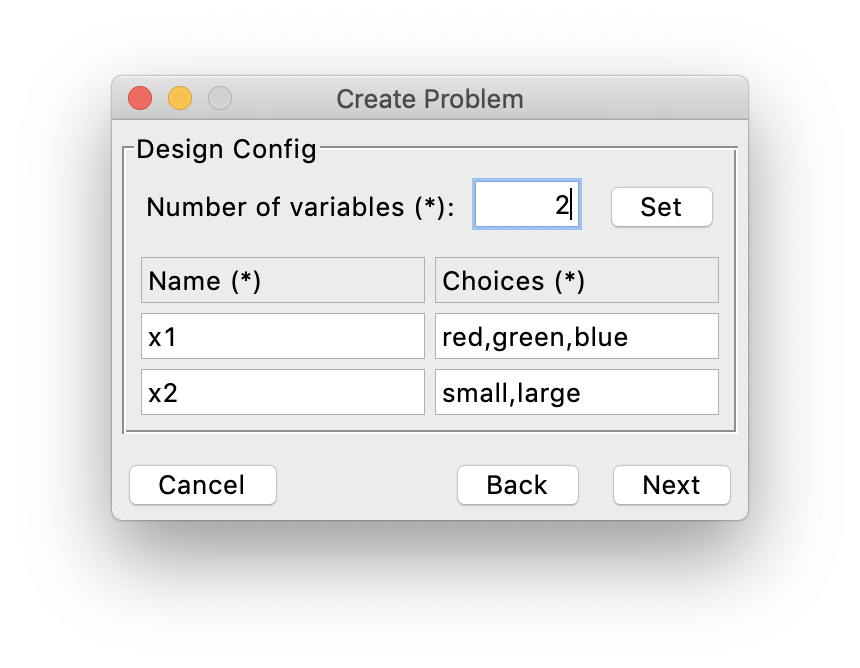 Create Problem
Design Config
Number of variables (*): 2 Set
Name (*) Choices (*)
x1 red,green,blue
x2 small,large
Cancel Back Next